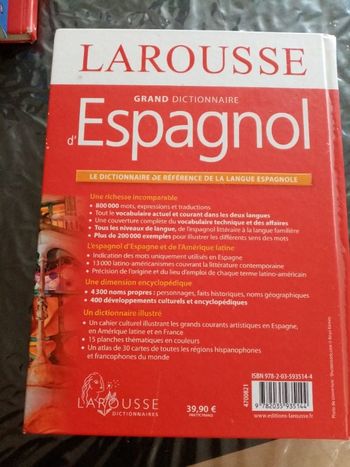 LAROUSSE
GRAND DICTIONNAIRE
d'Espagnol
LE DICTIONNAIRE DE RÉFÉRENCE DE LA LANGUE ESPAGNOLE
Une richesse incomparable
• 800 000 mots, expressions et traductions
• Tout le vocabulaire actuel et courant dans les deux langues
• Une couverture complète du vocabulaire technique et des affaires
• Tous les niveaux de langue, de l'espagnol littéraire à la langue familière
• Plus de 200 000 exemples pour illustrer les différents sens des mots
L'espagnol d'Espagne et de l'Amérique latine
• Indication des mots uniquement utilisés en Espagne
• 13 000 latino-américanismes couvrant la littérature contemporaine
• Précision de l'origine et du lieu d'emploi de chaque terme latino-américain
Une dimension encyclopédique
• 4 300 noms propres : personnages, faits historiques, noms géographiques
• 400 développements culturels et encyclopédiques
Un dictionnaire illustré
• Un cahier culturel illustrant les grands courants artistiques en Espagne,
en Amérique latine et en France
• 15 planches thématiques en couleurs
• Un atlas de 30 cartes de toutes les régions hispanophones
et francophones du monde
LAROUSSE
DICTIONNAIRES
39,90 €
PRIX TTC FRANCE
4700821
ISBN 978-2-03-593514-4
9 782035 935144
www.editions-larousse.fr